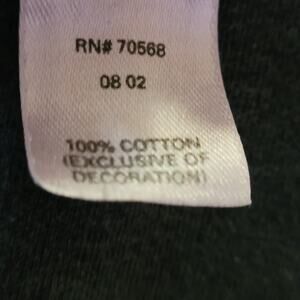 RN# 70568
08 02
100% COTTON
(EXCLUSIVE OF
DECORATION)